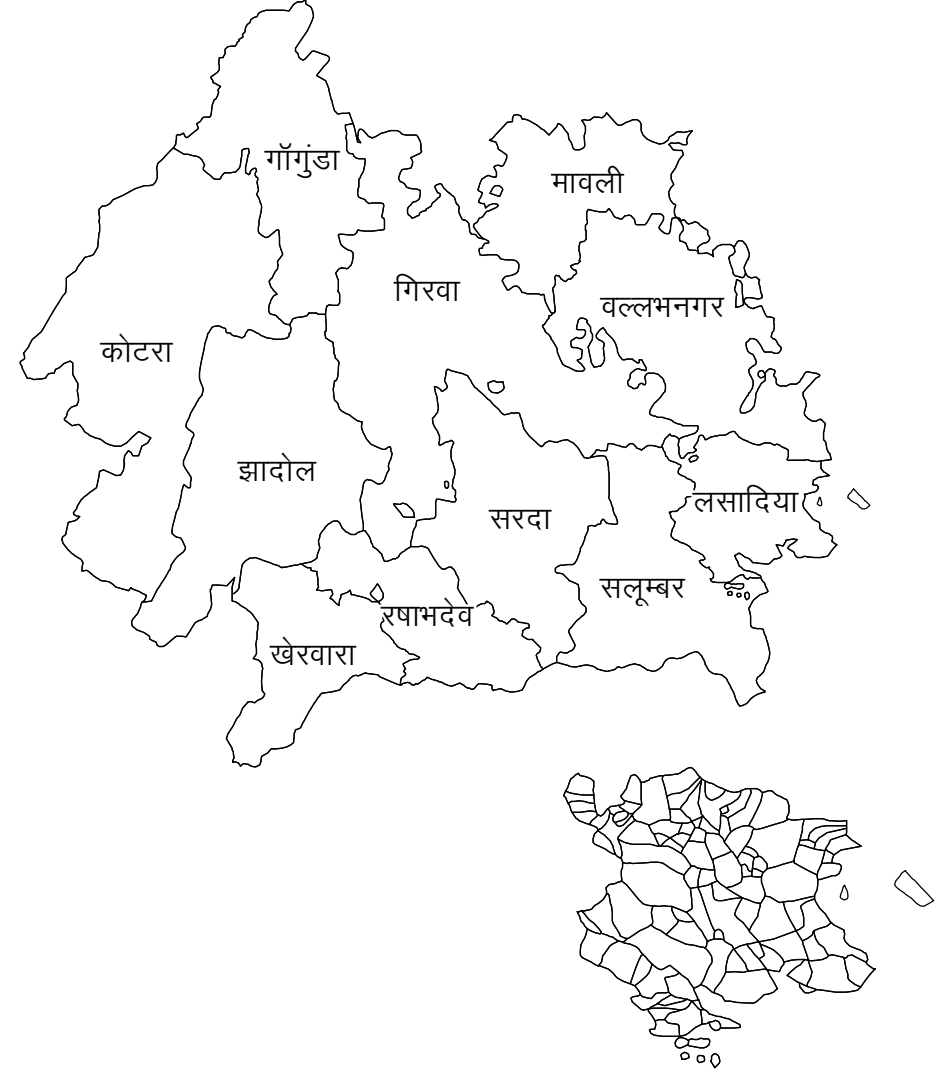 गॉगुंडा
मावली
गिरवा
वल्लभनगर
कोटरा
झादोल
लसादिया
सरदा
सलूम्बर
रषाभदेव
खेरवारा